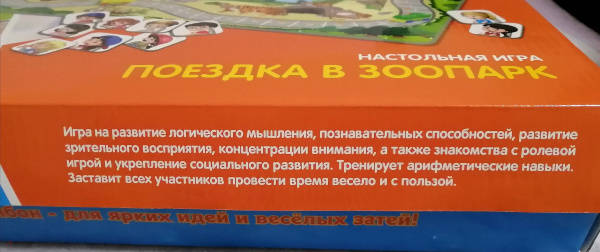 НАСТОЛЬНАЯ ИГРА
ПОЕЗДКА В ЗООПАРК
Игра на развитие логического мышления, познавательных способностей, развитие
зрительного восприятия, концентрации внимания, а также знакомства с ролевой
игрой и укрепление социального развития. Тренирует арифметические навыки.
Заставит всех участников провести время весело и с пользой.
- для ярких идей и весёлых затей!